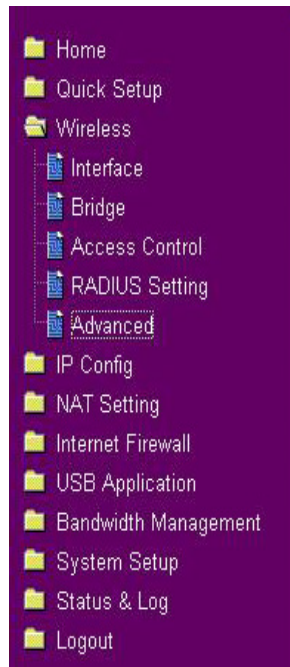 Home
Quick Setup
Wireless
Interface
Bridge
Access Control
RADIUS Setting
Advanced
IP Config
NAT Setting
Internet Firewall
USB Application
Bandwidth Management
System Setup
Status & Log
Logout